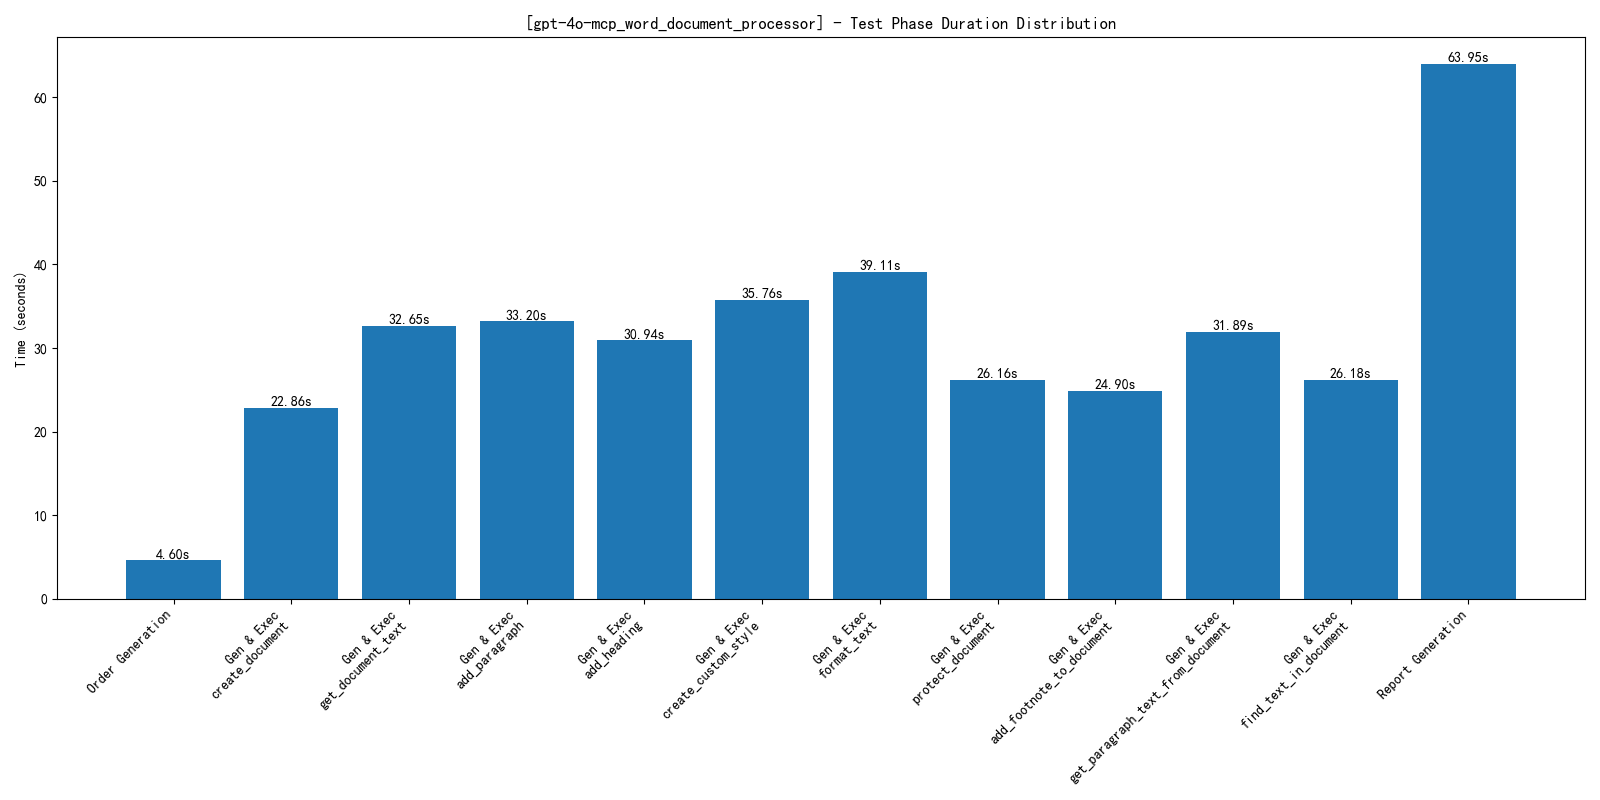 [gpt-4o-mcp_word_document_processor] - Test Phase Duration Distribution
Time (seconds)
60
50
40
30
20
10
0
4.60s
22.86s
32.65s
33.20s
30.94s
35.76s
39.11s
26.16s
24.90s
31.89s
26.18s
63.95s
Order Generation
Gen & Exec
create_document
Gen & Exec
get_document_text
Gen & Exec
add_paragraph
Gen & Exec
add_heading
Gen & Exec
create_custom_style
Gen & Exec
format_text
Gen & Exec
protect_document
Gen & Exec
add_footnote_to_document
Gen & Exec
get_paragraph_text_from_document
Gen & Exec
find_text_in_document
Report Generation